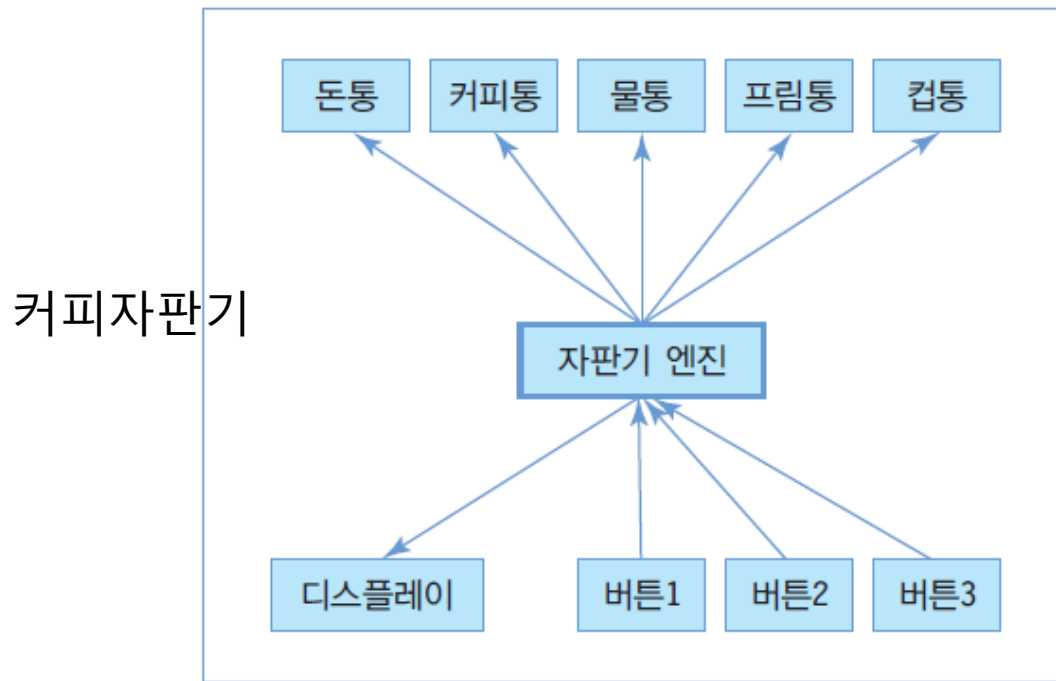 돈통
커피통
물통
프림통
컵통
커피자판기
자판기 엔진
디스플레이
버튼1
버튼2
버튼3